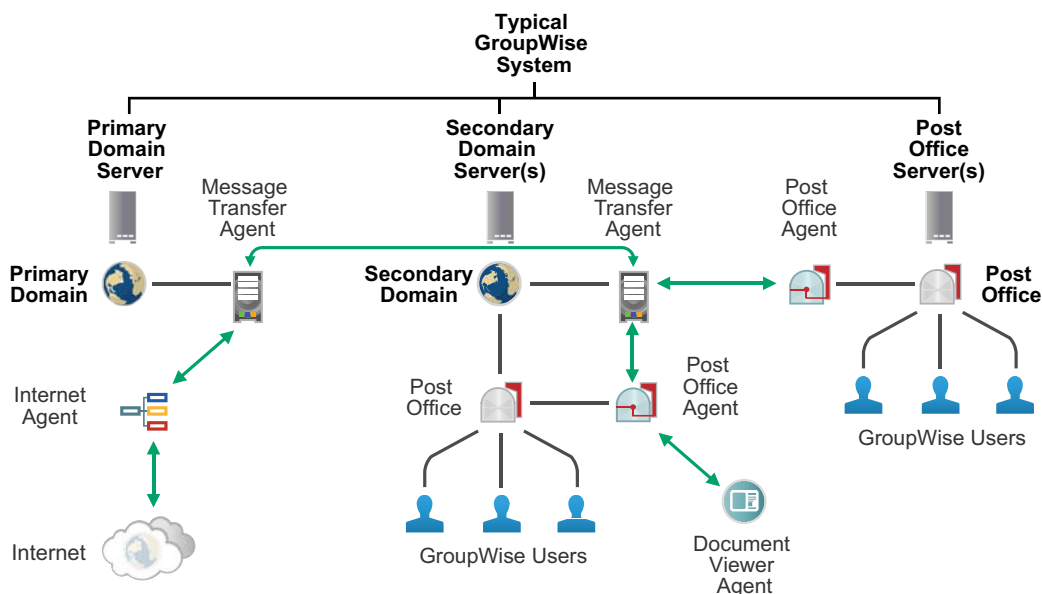 Typical
GroupWise
System
Primary
Domain
Server
Secondary
Domain
Server(s)
Post
Office
Server(s)
Message
Transfer
Agent
Message
Transfer
Agent
Post
Office
Agent
Primary
Domain
Secondary
Domain
Post
Office
Internet
Agent
Post
Office
Post
Office
Agent
GroupWise Users
Internet
GroupWise Users
Document
Viewer
Agent